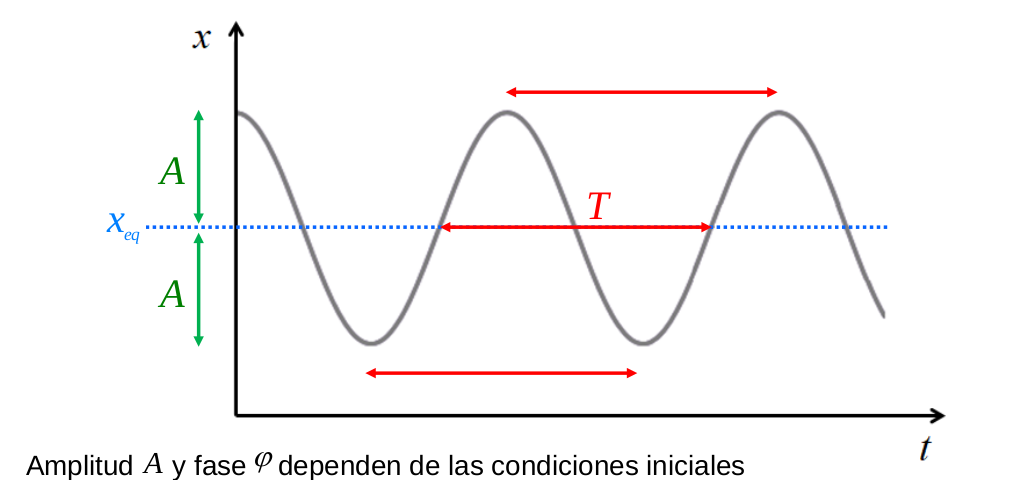 x
A
T
x_eq
A
t
Amplitud A y fase φ dependen de las condiciones iniciales